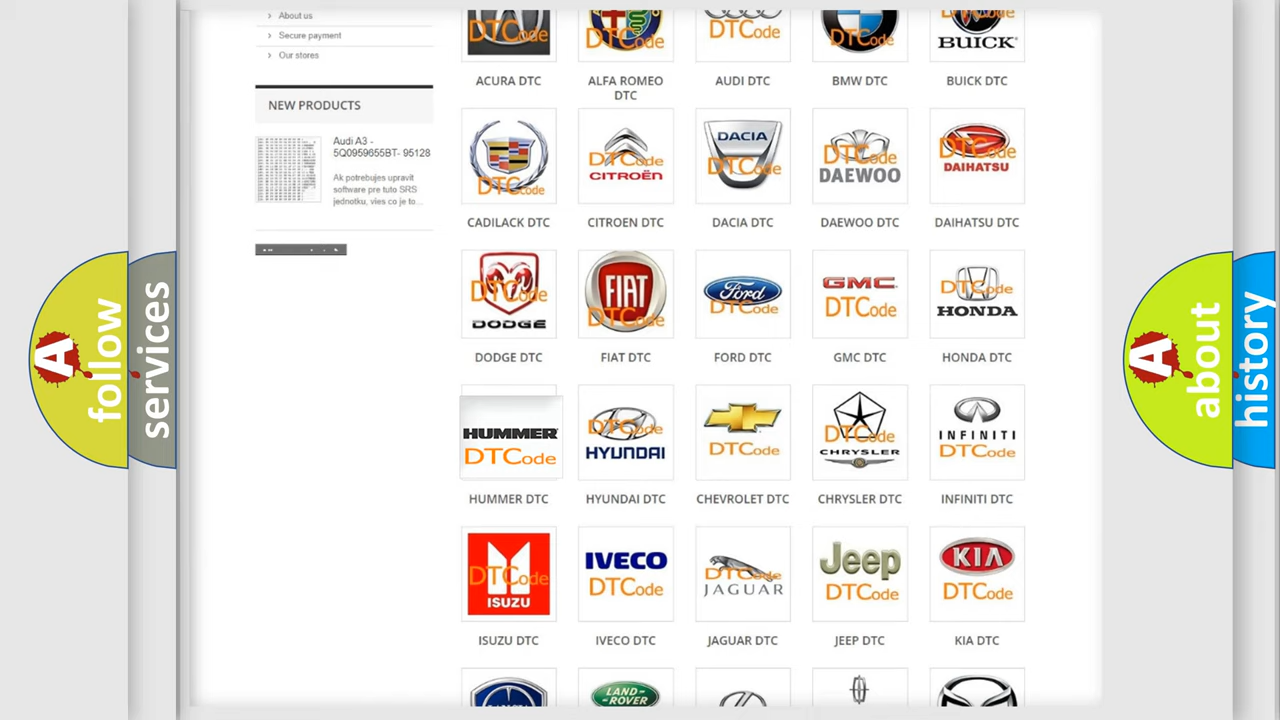 About us
Secure payment
Our stores
NEW PRODUCTS
Audi A3 -
5Q0959655BT- 95128
Ak potrebujes upravit
software pre tuto SRS
jednotku, vies co je to...
A follow
services
DTCode
DTCode
DTCode
DTCode
BUICK
ACURA DTC
ALFA ROMEO
DTC
AUDI DTC
BMW DTC
BUICK DTC
DTCode
DTCode
CITROËN
DACIA
DTCode
DTCode
DAEWOO
DTCode
DAIHATSU
CADILACK DTC
CITROEN DTC
DACIA DTC
DAEWOO DTC
DAIHATSU DTC
DTCode
DODGE
FIAT
DTCode
Ford
DTCode
GMC
DTCode
DTCode
HONDA
DODGE DTC
FIAT DTC
FORD DTC
GMC DTC
HONDA DTC
HUMMER
DTCode
DTCode
HYUNDAI
DTCode
DTCode
CHRYSLER
INFINITI
DTCode
HUMMER DTC
HYUNDAI DTC
CHEVROLET DTC
CHRYSLER DTC
INFINITI DTC
DTCode
ISUZU
IVECO
DTCode
DTCode
JAGUAR
Jeep
DTCode
KIA
DTCode
ISUZU DTC
IVECO DTC
JAGUAR DTC
JEEP DTC
KIA DTC
LAND-
ROVER
A about
history